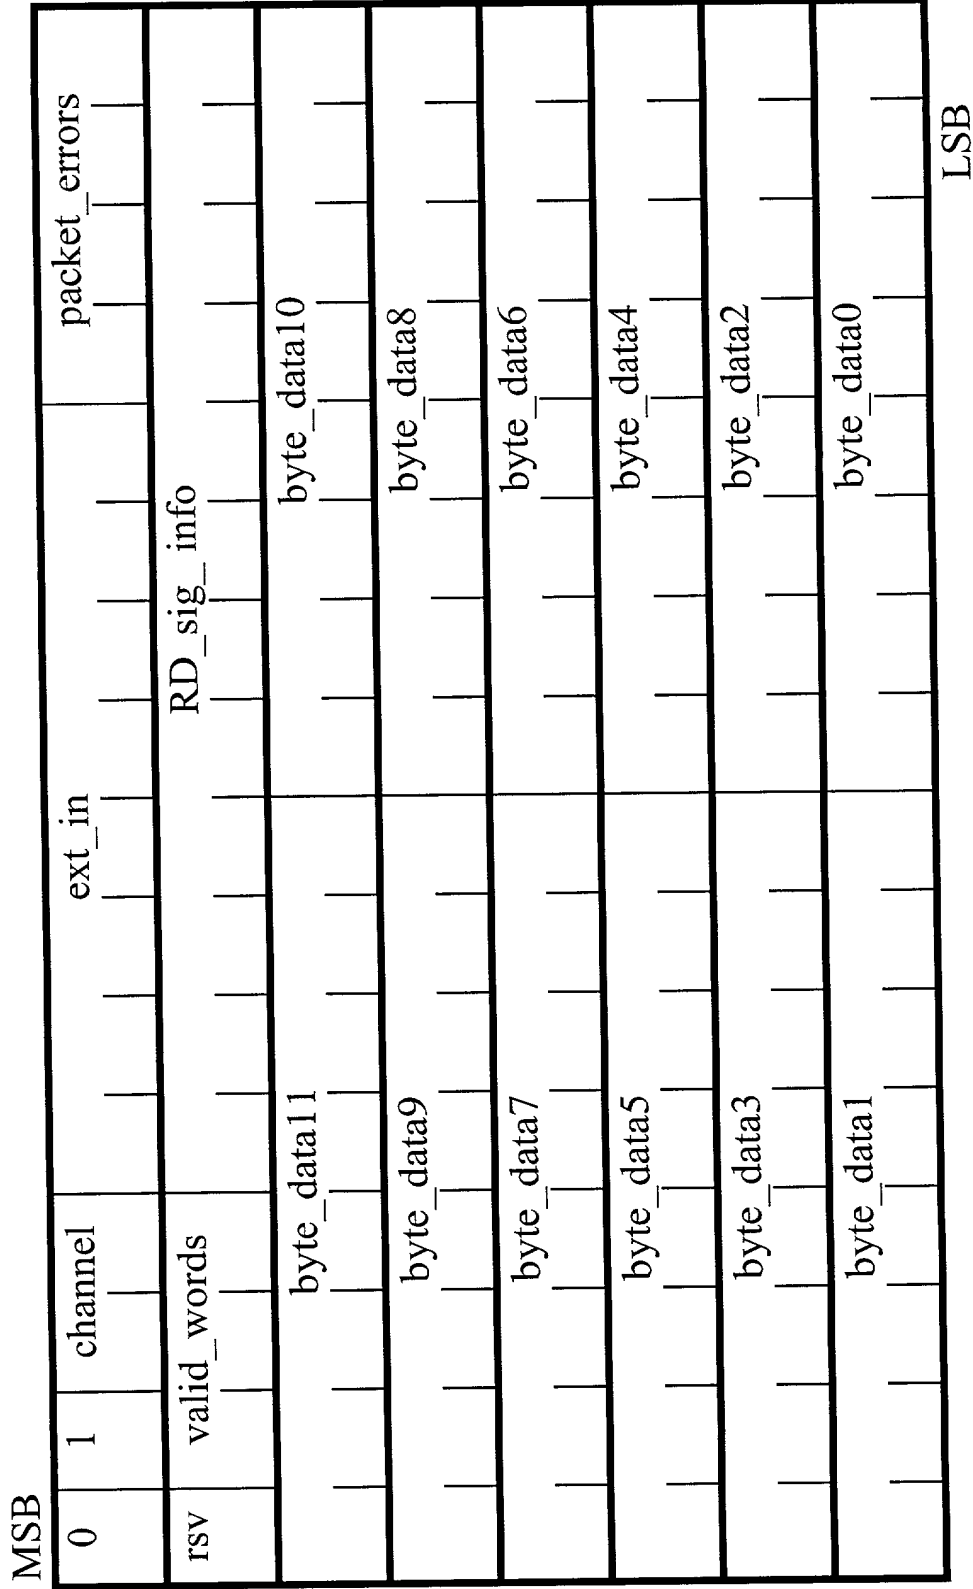 MSB
0 1 channel ext_in packet_errors
rsv valid_words RD_sig_info
byte_data11 byte_data10
byte_data9 byte_data8
byte_data7 byte_data6
byte_data5 byte_data4
byte_data3 byte_data2
byte_data1 byte_data0
LSB